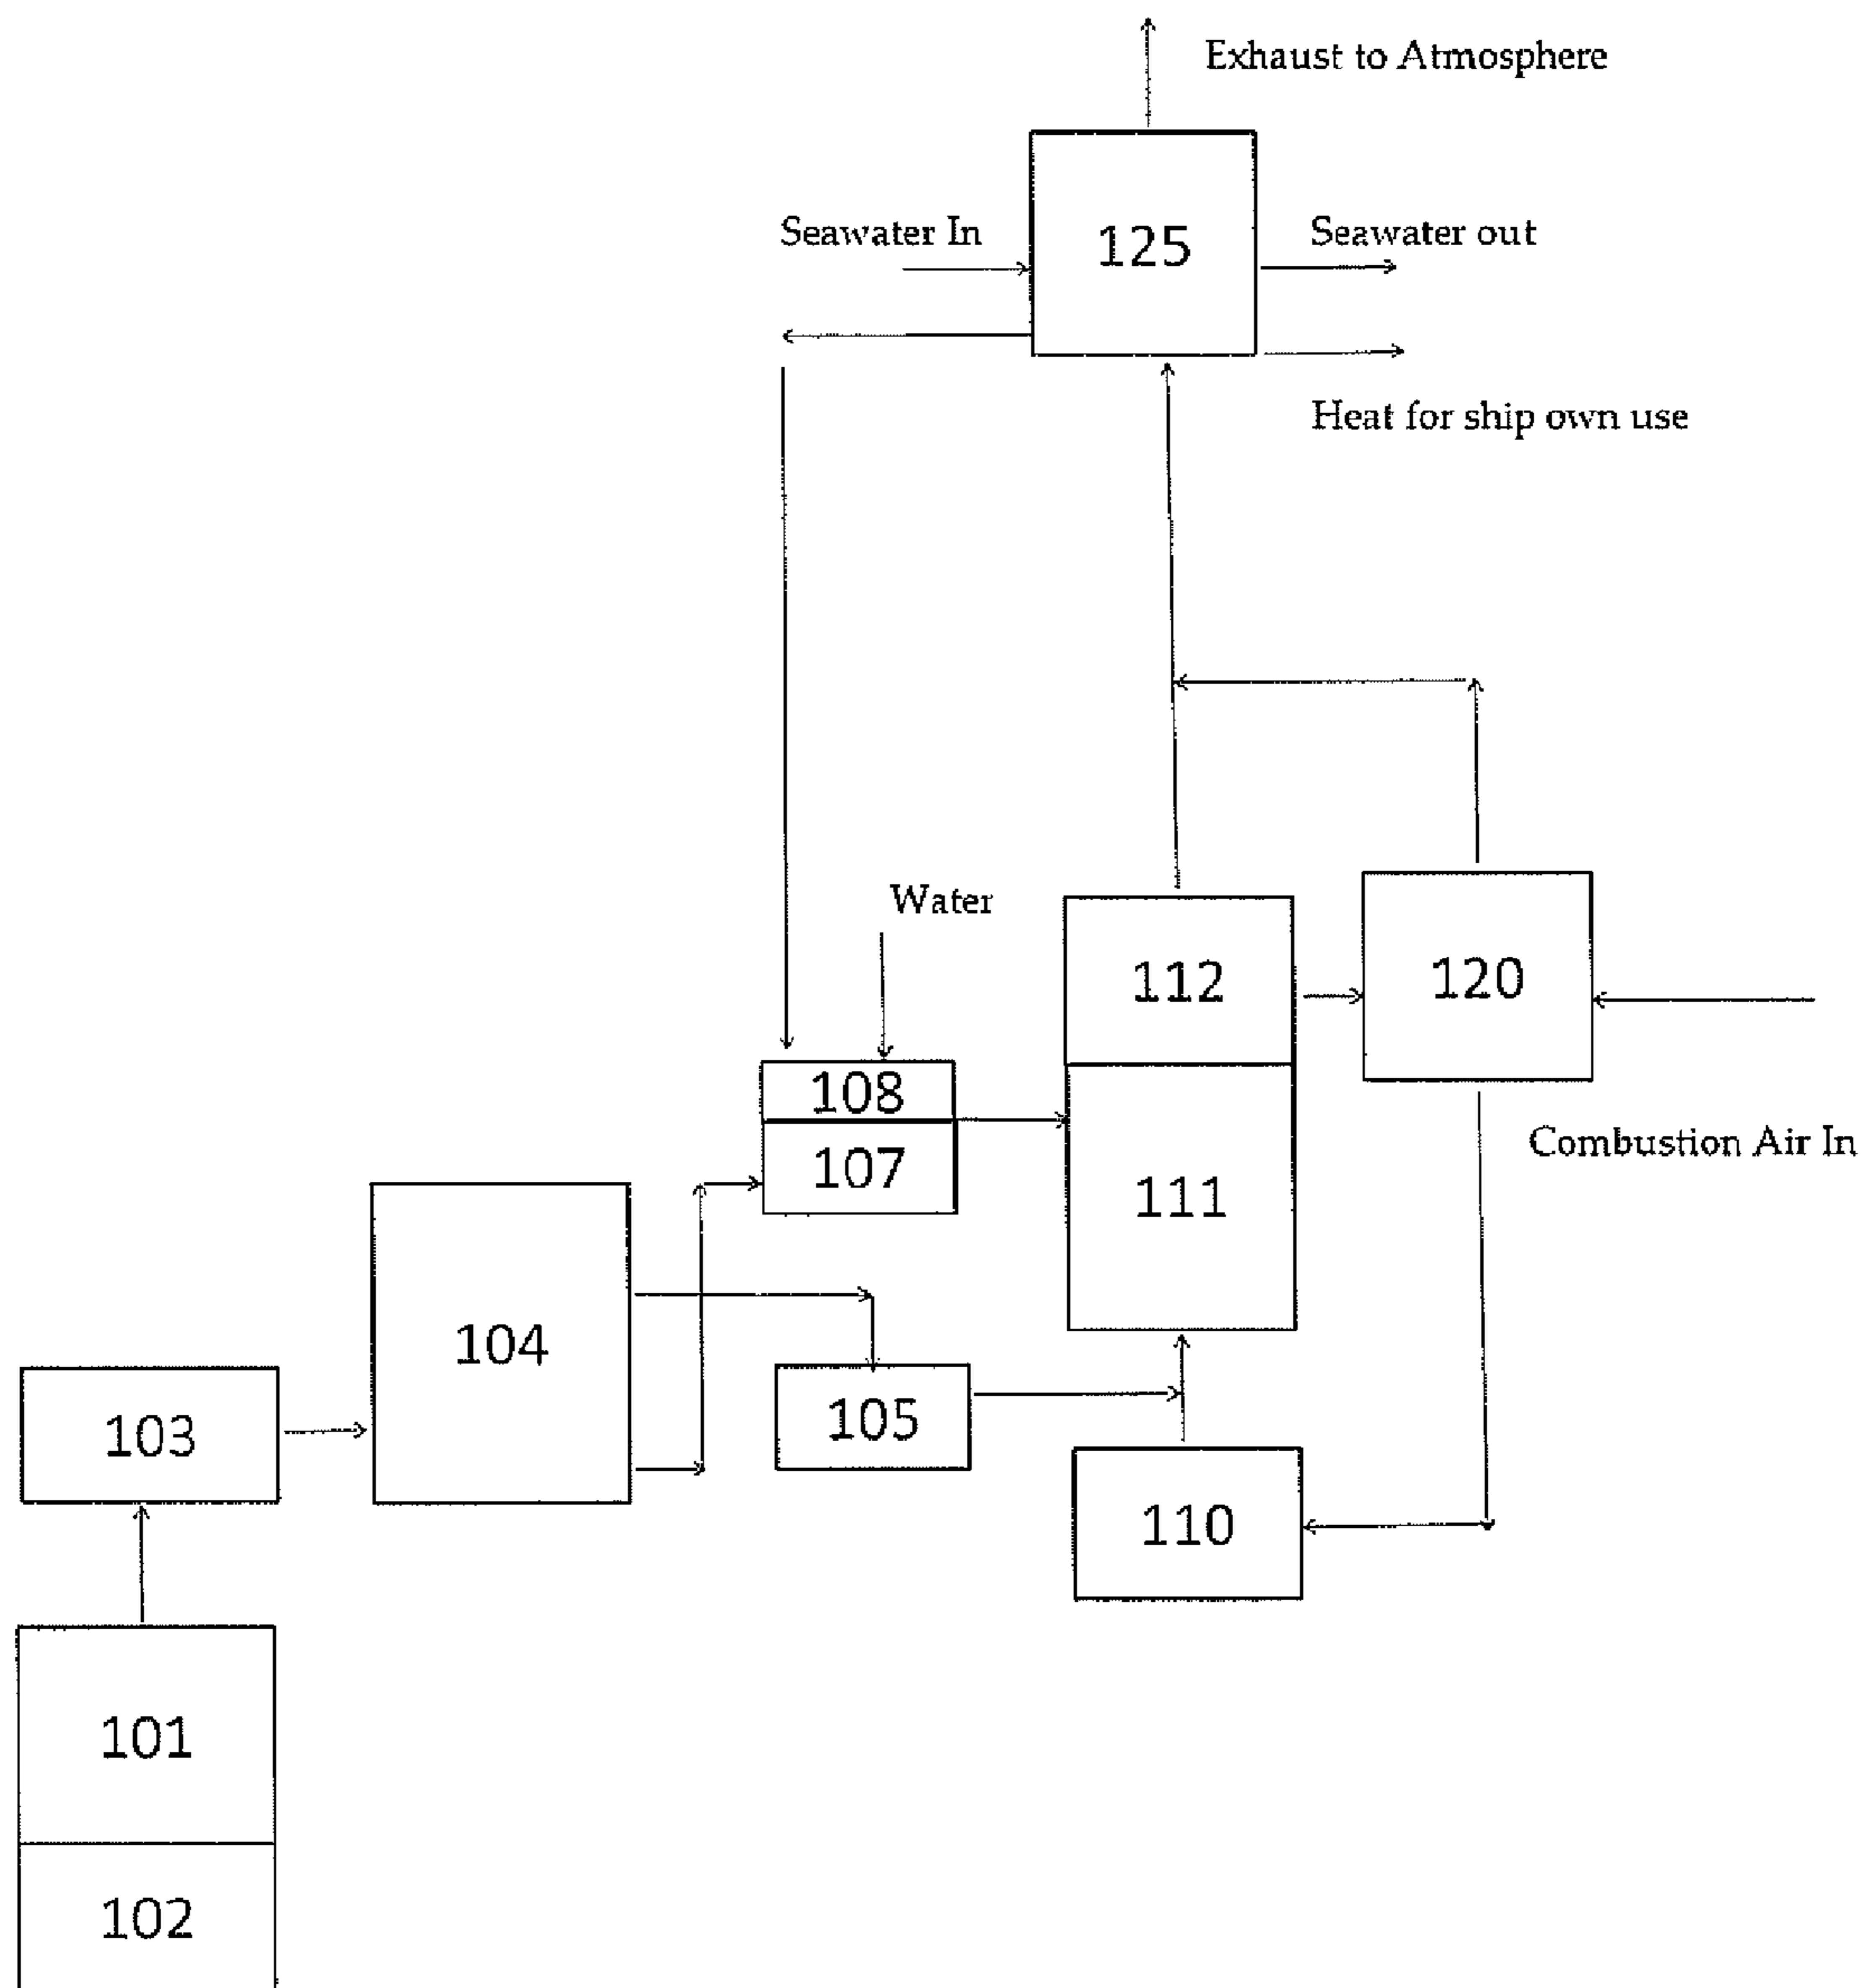 Exhaust to Atmosphere
Seawater In
125
Seawater out
Heat for ship own use
Water
112
120
108
Combustion Air In
107
111
104
103
105
110
101
102